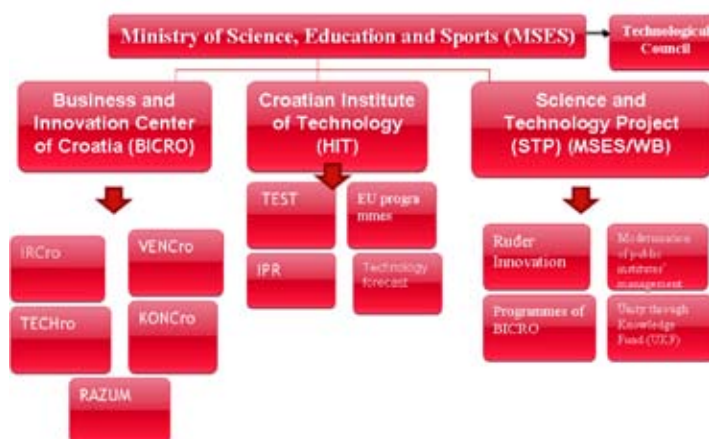 Ministry of Science, Education and Sports (MSES)
Technological
Council
Business and
Innovation Center
of Croatia (BICRO)
Croatian Institute
of Technology
(HIT)
Science and
Technology Project
(STP) (MSES/WB)
IRCro
VENCro
TECHro
KONCro
RAZUM
TEST
EU progra
mmes
IPR
Technology
forecast
Ruđer
Innovation
Modernisation
of public
institutes'
management
Programmes of
BICRO
Unity through
Knowledge
Fund (UKF)